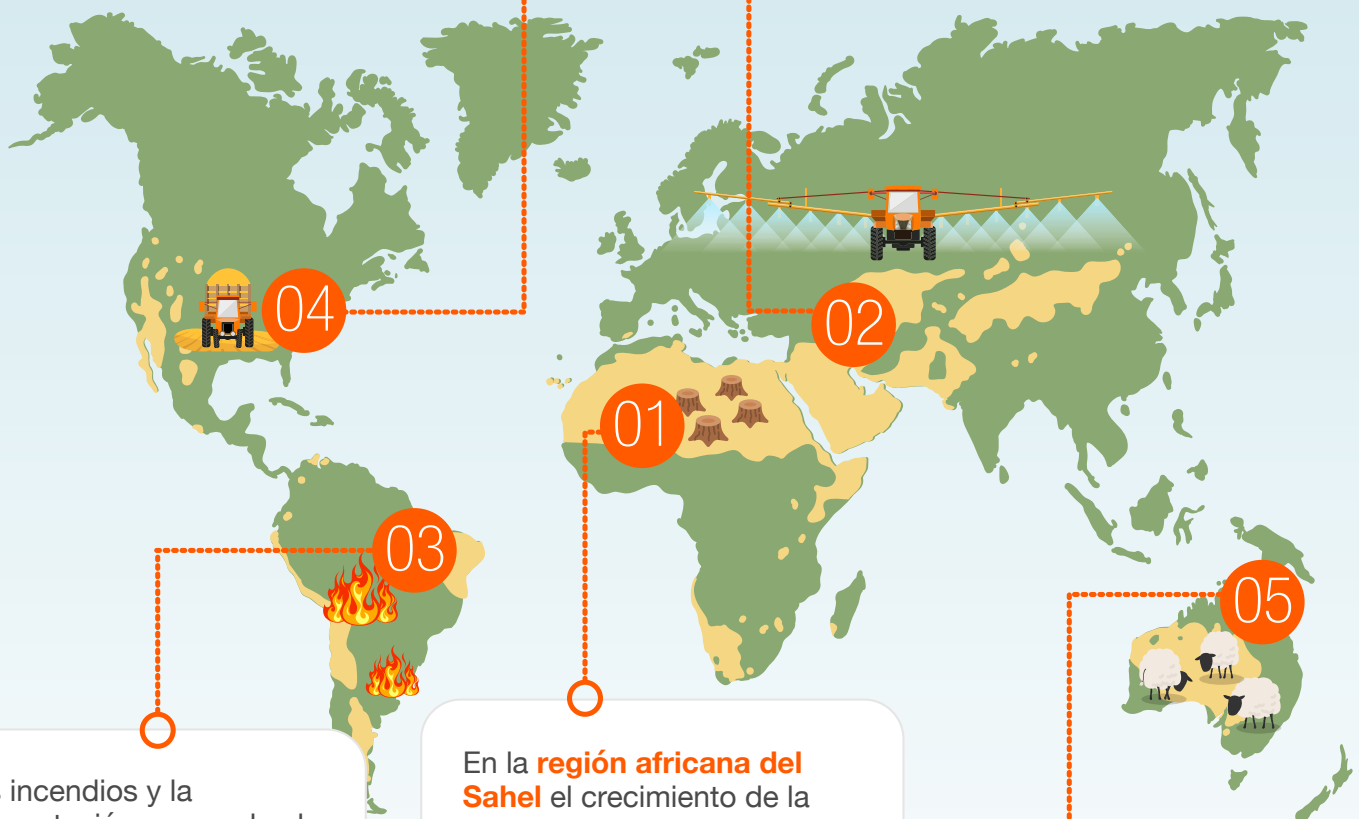 04
02
01
03
05
En la región africana del
Sahel el crecimiento de la
incendios y la